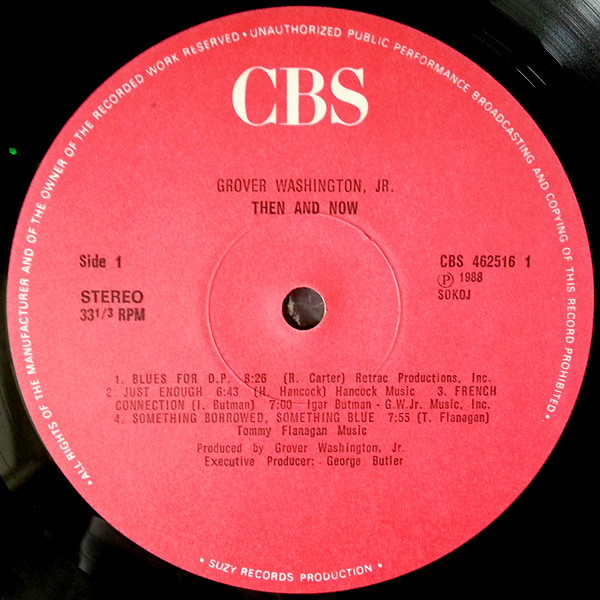 • ALL RIGHTS OF THE MANUFACTURER AND OF THE OWNER OF THE RECORDED WORK RESERVED • UNAUTHORIZED PUBLIC PERFORMANCE BROADCASTING AND COPYING OF THIS RECORD PROHIBITED •
CBS
GROVER WASHINGTON, JR.
THEN AND NOW
Side 1
CBS 462516 1
STEREO
Ⓟ 1988
33 1/3 RPM
SOKOJ
1. BLUES FOR D.P. 8:26 (R. Carter) Retrac Productions, Inc.
2. JUST ENOUGH 6:43 (H. Hancock) Hancock Music 3. FRENCH
CONNECTION (I. Butman) 7:00 Igar Butman - G.W.Jr. Music, Inc.
4. SOMETHING BORROWED, SOMETHING BLUE 7:55 (T. Flanagan)
Tommy Flanagan Music
Produced by Grover Washington, Jr.
Executive Producer: George Butler
• SUZY RECORDS PRODUCTION •